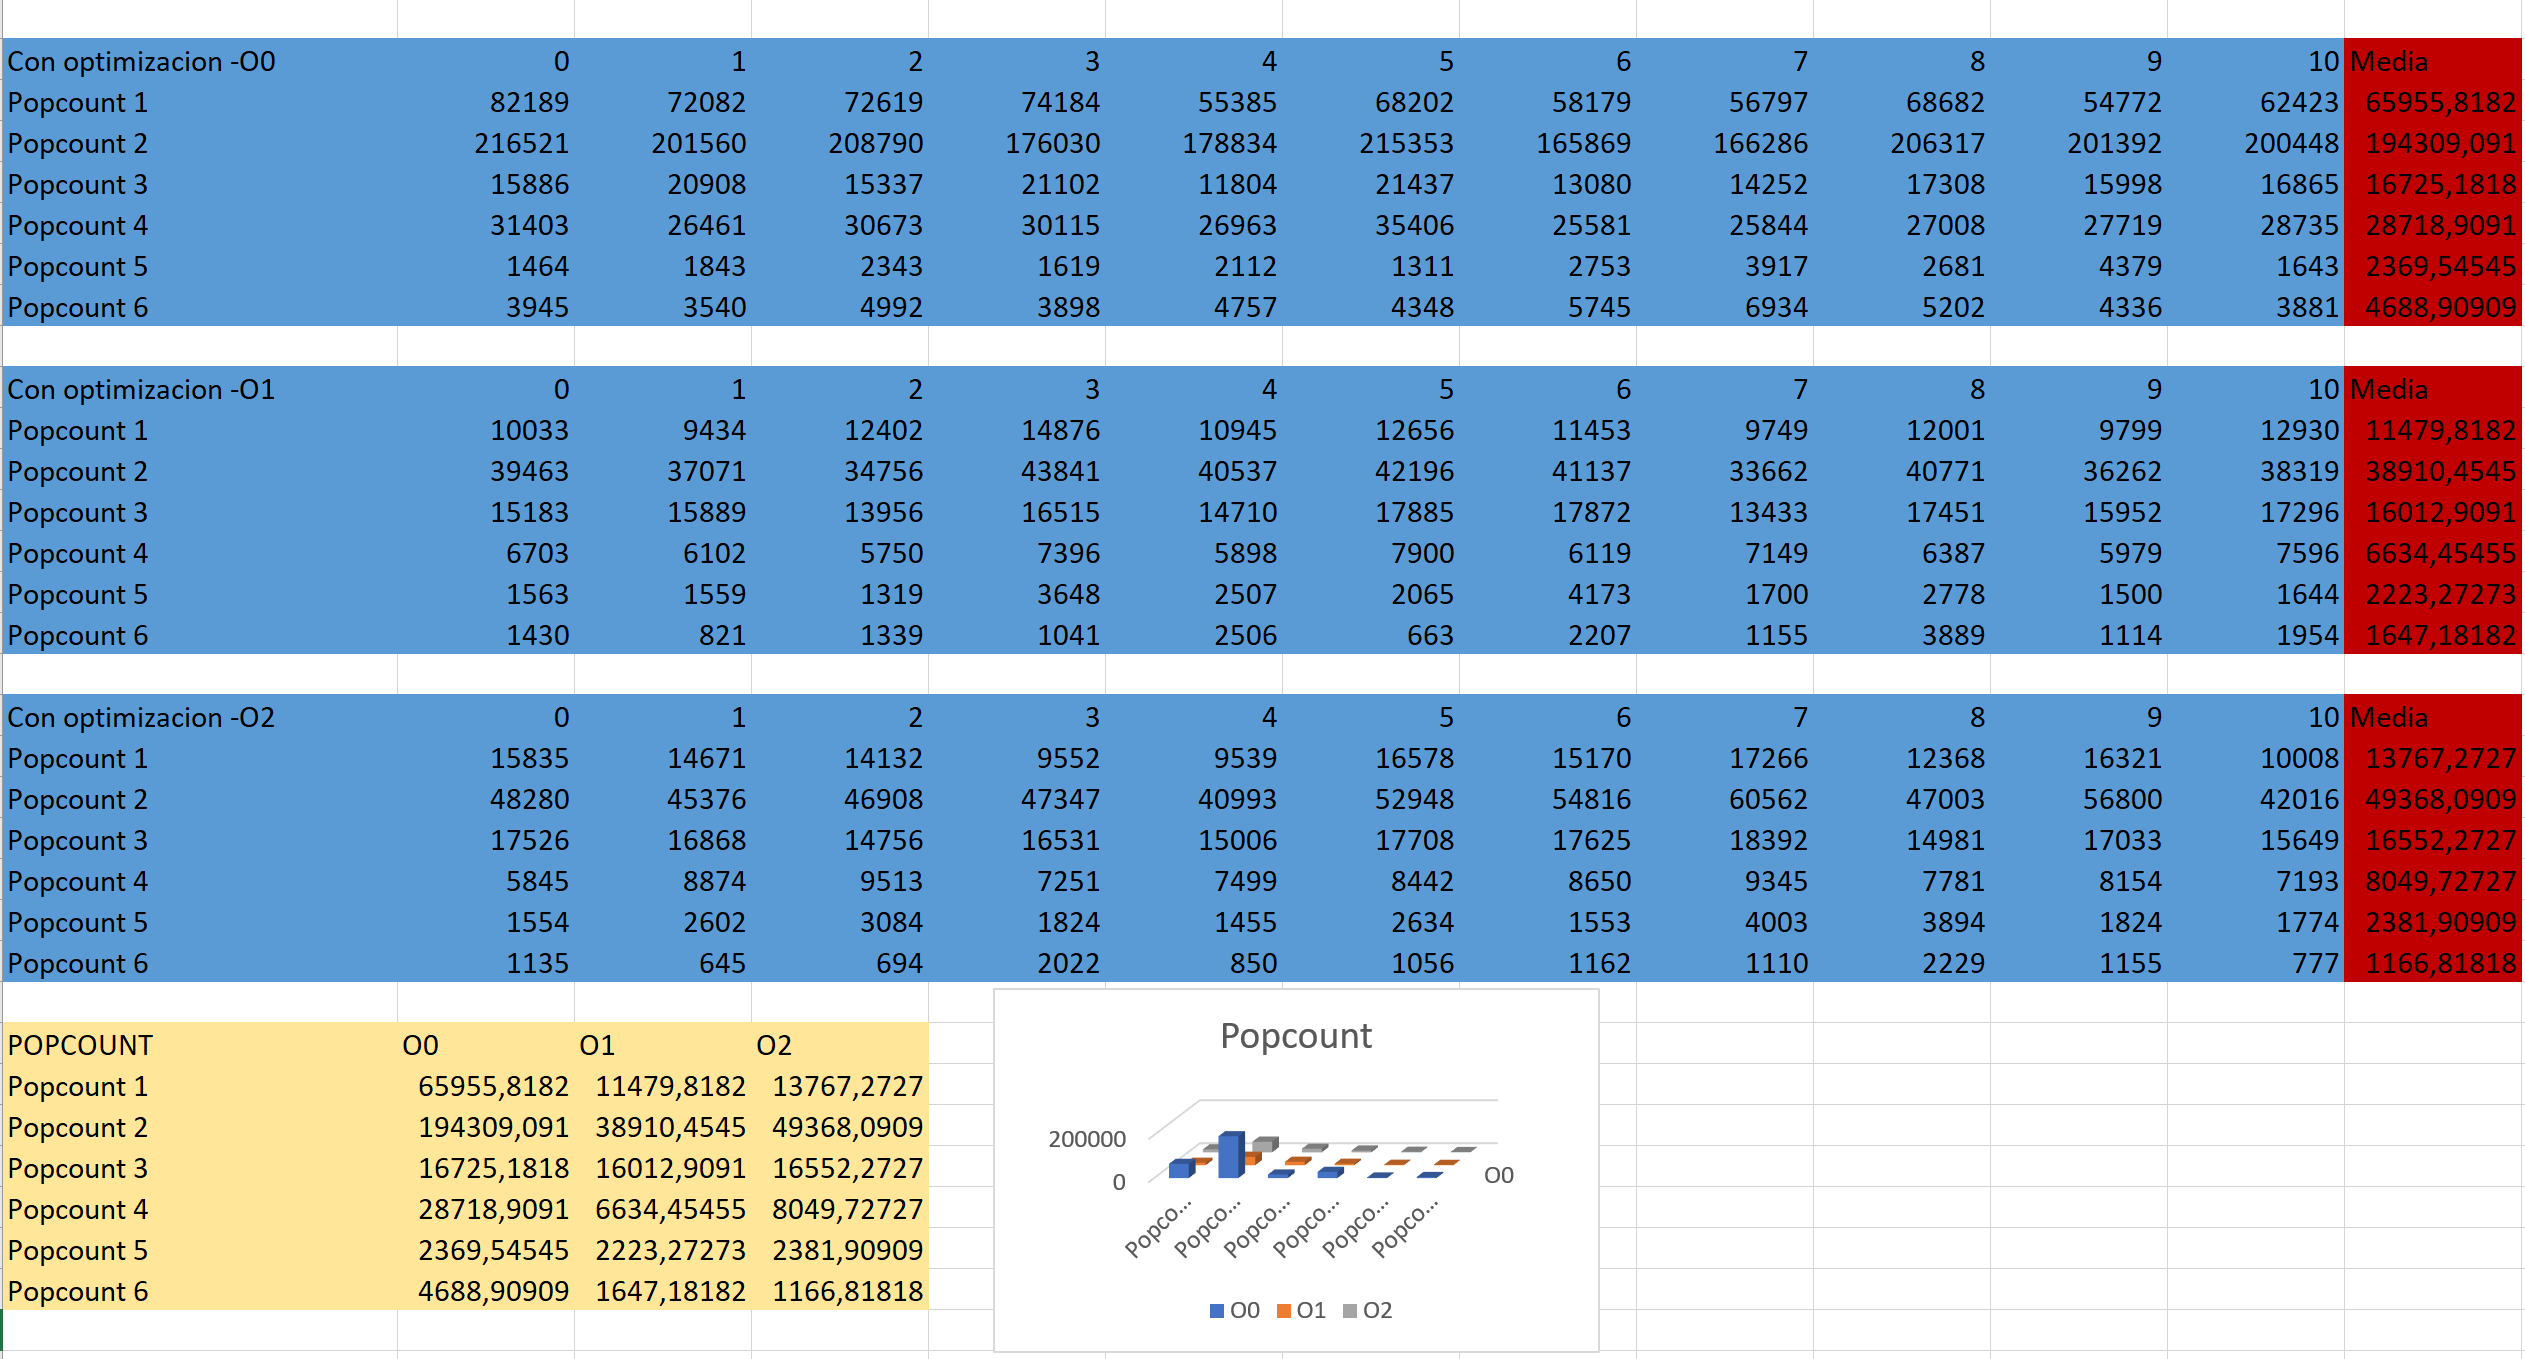 Con optimizacion -O0 0 1 2 3 4 5 6 7 8 9 10 Media
Popcount 1 82189 72082 72619 74184 55385 68202 58179 56797 68682 54772 62423 65955,8182
Popcount 2 216521 201560 208790 176030 178834 215353 165869 166286 206317 201392 200448 194309,091
Popcount 3 15886 20908 15337 21102 11804 21437 13080 14252 17308 15998 16865 16725,1818
Popcount 4 31403 26461 30673 30115 26963 35406 25581 25844 27008 27719 28735 28718,9091
Popcount 5 1464 1843 2343 1619 2112 1311 2753 3917 2681 4379 1643 2369,54545
Popcount 6 3945 3540 4992 3898 4757 4348 5745 6934 5202 4336 3881 4688,90909
Con optimizacion -O1 0 1 2 3 4 5 6 7 8 9 10 Media
Popcount 1 10033 9434 12402 14876 10945 12656 11453 9749 12001 9799 12930 11479,8182
Popcount 2 39463 37071 34756 43841 40537 42196 41137 33662 40771 36262 38319 38910,4545
Popcount 3 15183 15889 13956 16515 14710 17885 17872 13433 17451 15952 17296 16012,9091
Popcount 4 6703 6102 5750 7396 5898 7900 6119 7149 6387 5979 7596 6634,45455
Popcount 5 1563 1559 1319 3648 2507 2065 4173 1700 2778 1500 1644 2223,27273
Popcount 6 1430 821 1339 1041 2506 663 2207 1155 3889 1114 1954 1647,18182
Con optimizacion -O2 0 1 2 3 4 5 6 7 8 9 10 Media
Popcount 1 15835 14671 14132 9552 9539 16578 15170 17266 12368 16321 10008 13767,2727
Popcount 2 48280 45376 46908 47347 40993 52948 54816 60562 47003 56800 42016 49368,0909
Popcount 3 17526 16868 14756 16531 15006 17708 17625 18392 14981 17033 15649 16552,2727
Popcount 4 5845 8874 9513 7251 7499 8442 8650 9345 7781 8154 7193 8049,72727
Popcount 5 1554 2602 3084 1824 1455 2634 1553 4003 3894 1824 1774 2381,90909
Popcount 6 1135 645 694 2022 850 1056 1162 1110 2229 1155 777 1166,81818
POPCOUNT O0 O1 O2
Popcount 1 65955,8182 11479,8182 13767,2727
Popcount 2 194309,091 38910,4545 49368,0909
Popcount 3 16725,1818 16012,9091 16552,2727
Popcount 4 28718,9091 6634,45455 8049,72727
Popcount 5 2369,54545 2223,27273 2381,90909
Popcount 6 4688,90909 1647,18182 1166,81818
Popcount
200000
0
O0
Popco... Popco... Popco... Popco... Popco... Popco...
O0 O1 O2